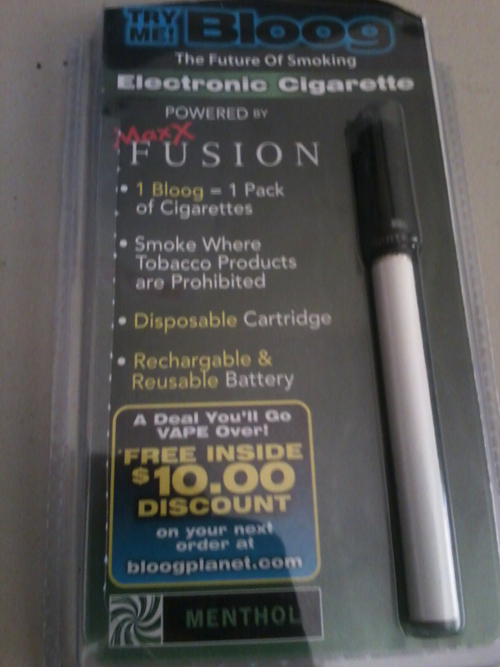 TRY
ME! Bloog
The Future Of Smoking
Electronic Cigarette
POWERED BY
Maxx
FUSION
• 1 Bloog = 1 Pack
of Cigarettes
• Smoke Where
Tobacco Products
are Prohibited
• Disposable Cartridge
• Rechargable &
Reusable Battery
A Deal You'll Go
VAPE Over!
FREE INSIDE
$10.00
DISCOUNT
on your next
order at
bloogplanet.com
MENTHOL